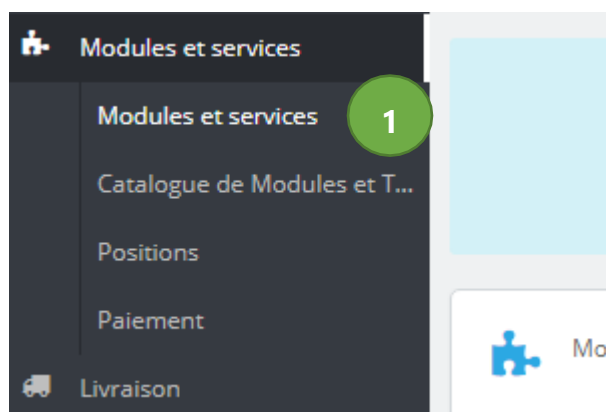 Modules et services
Modules et services
1
Catalogue de Modules et T...
Positions
Paiement
Mo
Livraison